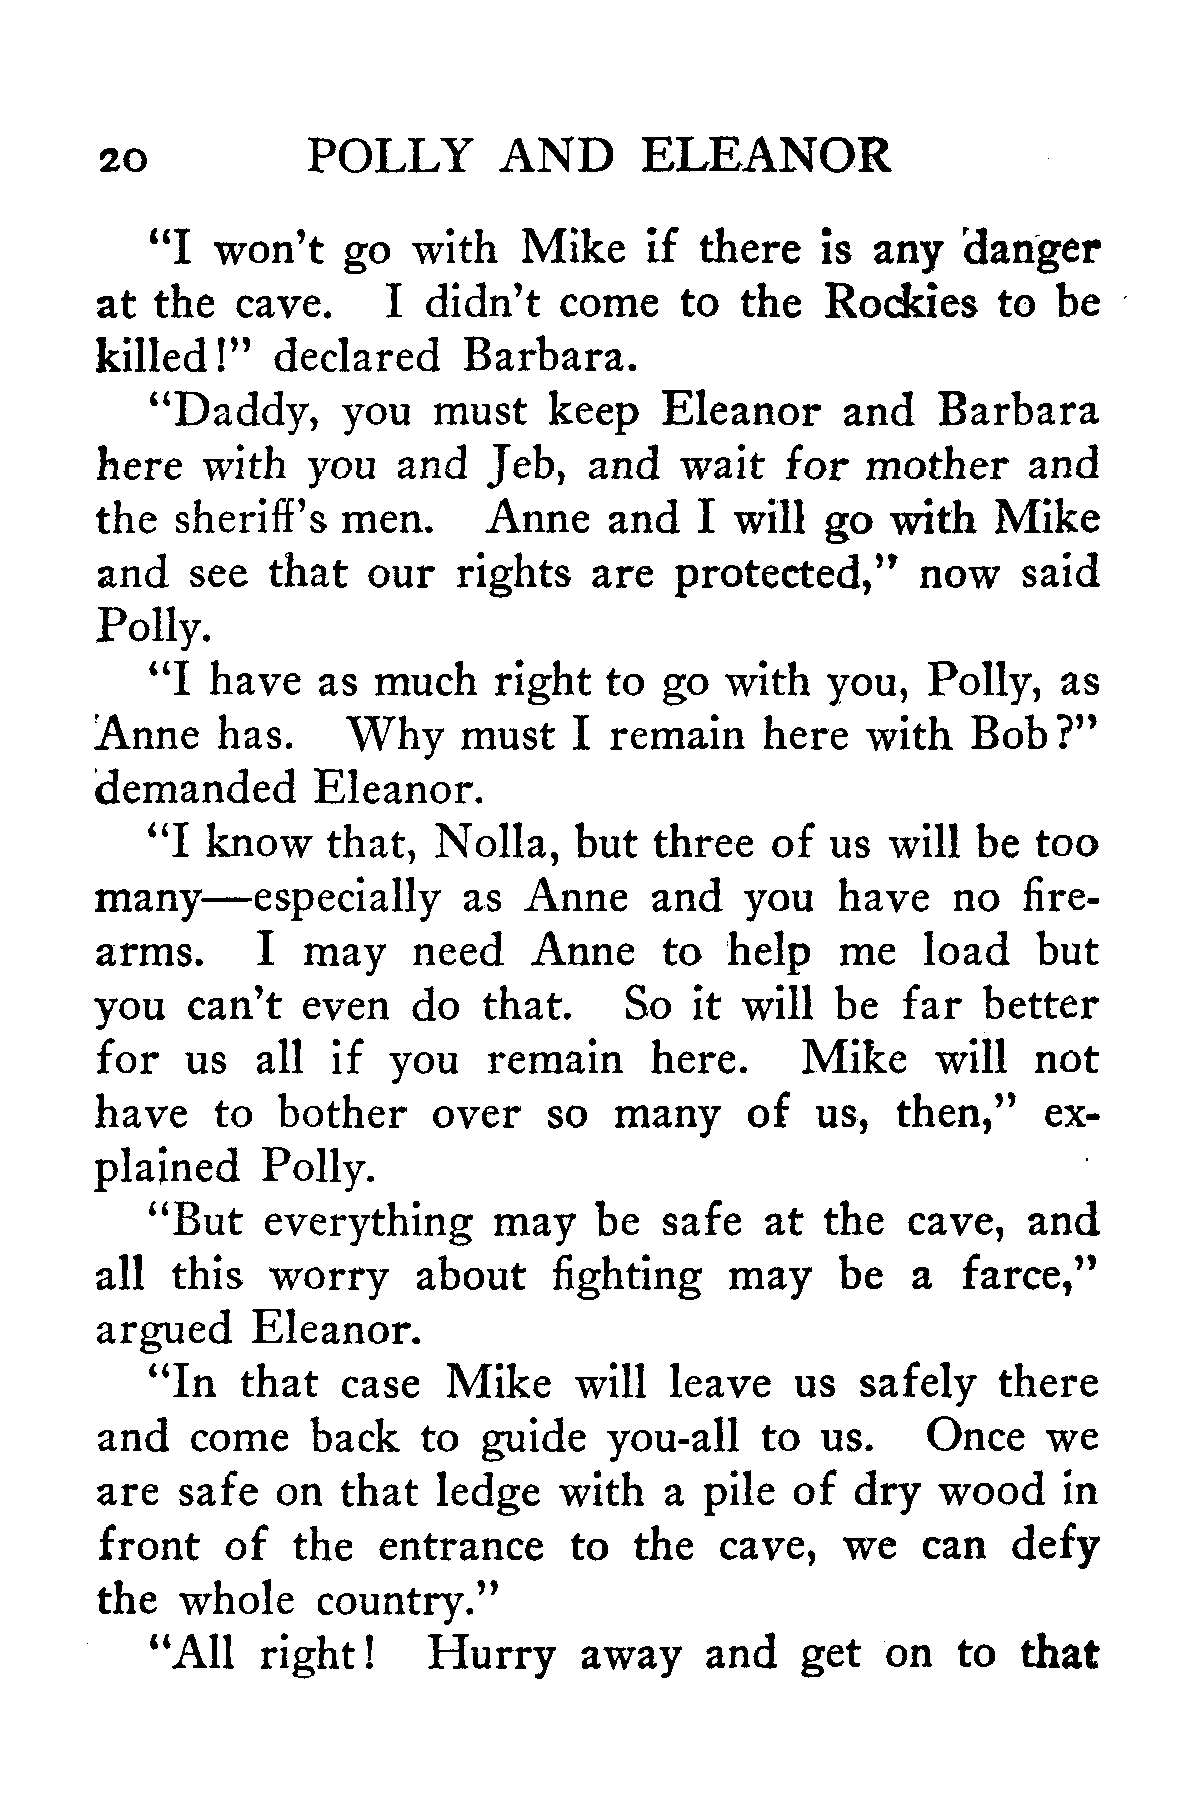 20 POLLY AND ELEANOR
“I won’t go with Mike if there is any danger
at the cave. I didn’t come to the Rockies to be
killed!” declared Barbara.
“Daddy, you must keep Eleanor and Barbara
here with you and Jeb, and wait for mother and
the sheriff’s men. Anne and I will go with Mike
and see that our rights are protected,” now said
Polly.
“I have as much right to go with you, Polly, as
Anne has. Why must I remain here with Bob?”
demanded Eleanor.
“I know that, Nolla, but three of us will be too
many—especially as Anne and you have no fire-
arms. I may need Anne to help me load but
you can’t even do that. So it will be far better
for us all if you remain here. Mike will not
have to bother over so many of us, then,” ex-
plained Polly.
“But everything may be safe at the cave, and
all this worry about fighting may be a farce,”
argued Eleanor.
“In that case Mike will leave us safely there
and come back to guide you-all to us. Once we
are safe on that ledge with a pile of dry wood in
front of the entrance to the cave, we can defy
the whole country.”
“All right! Hurry away and get on to that